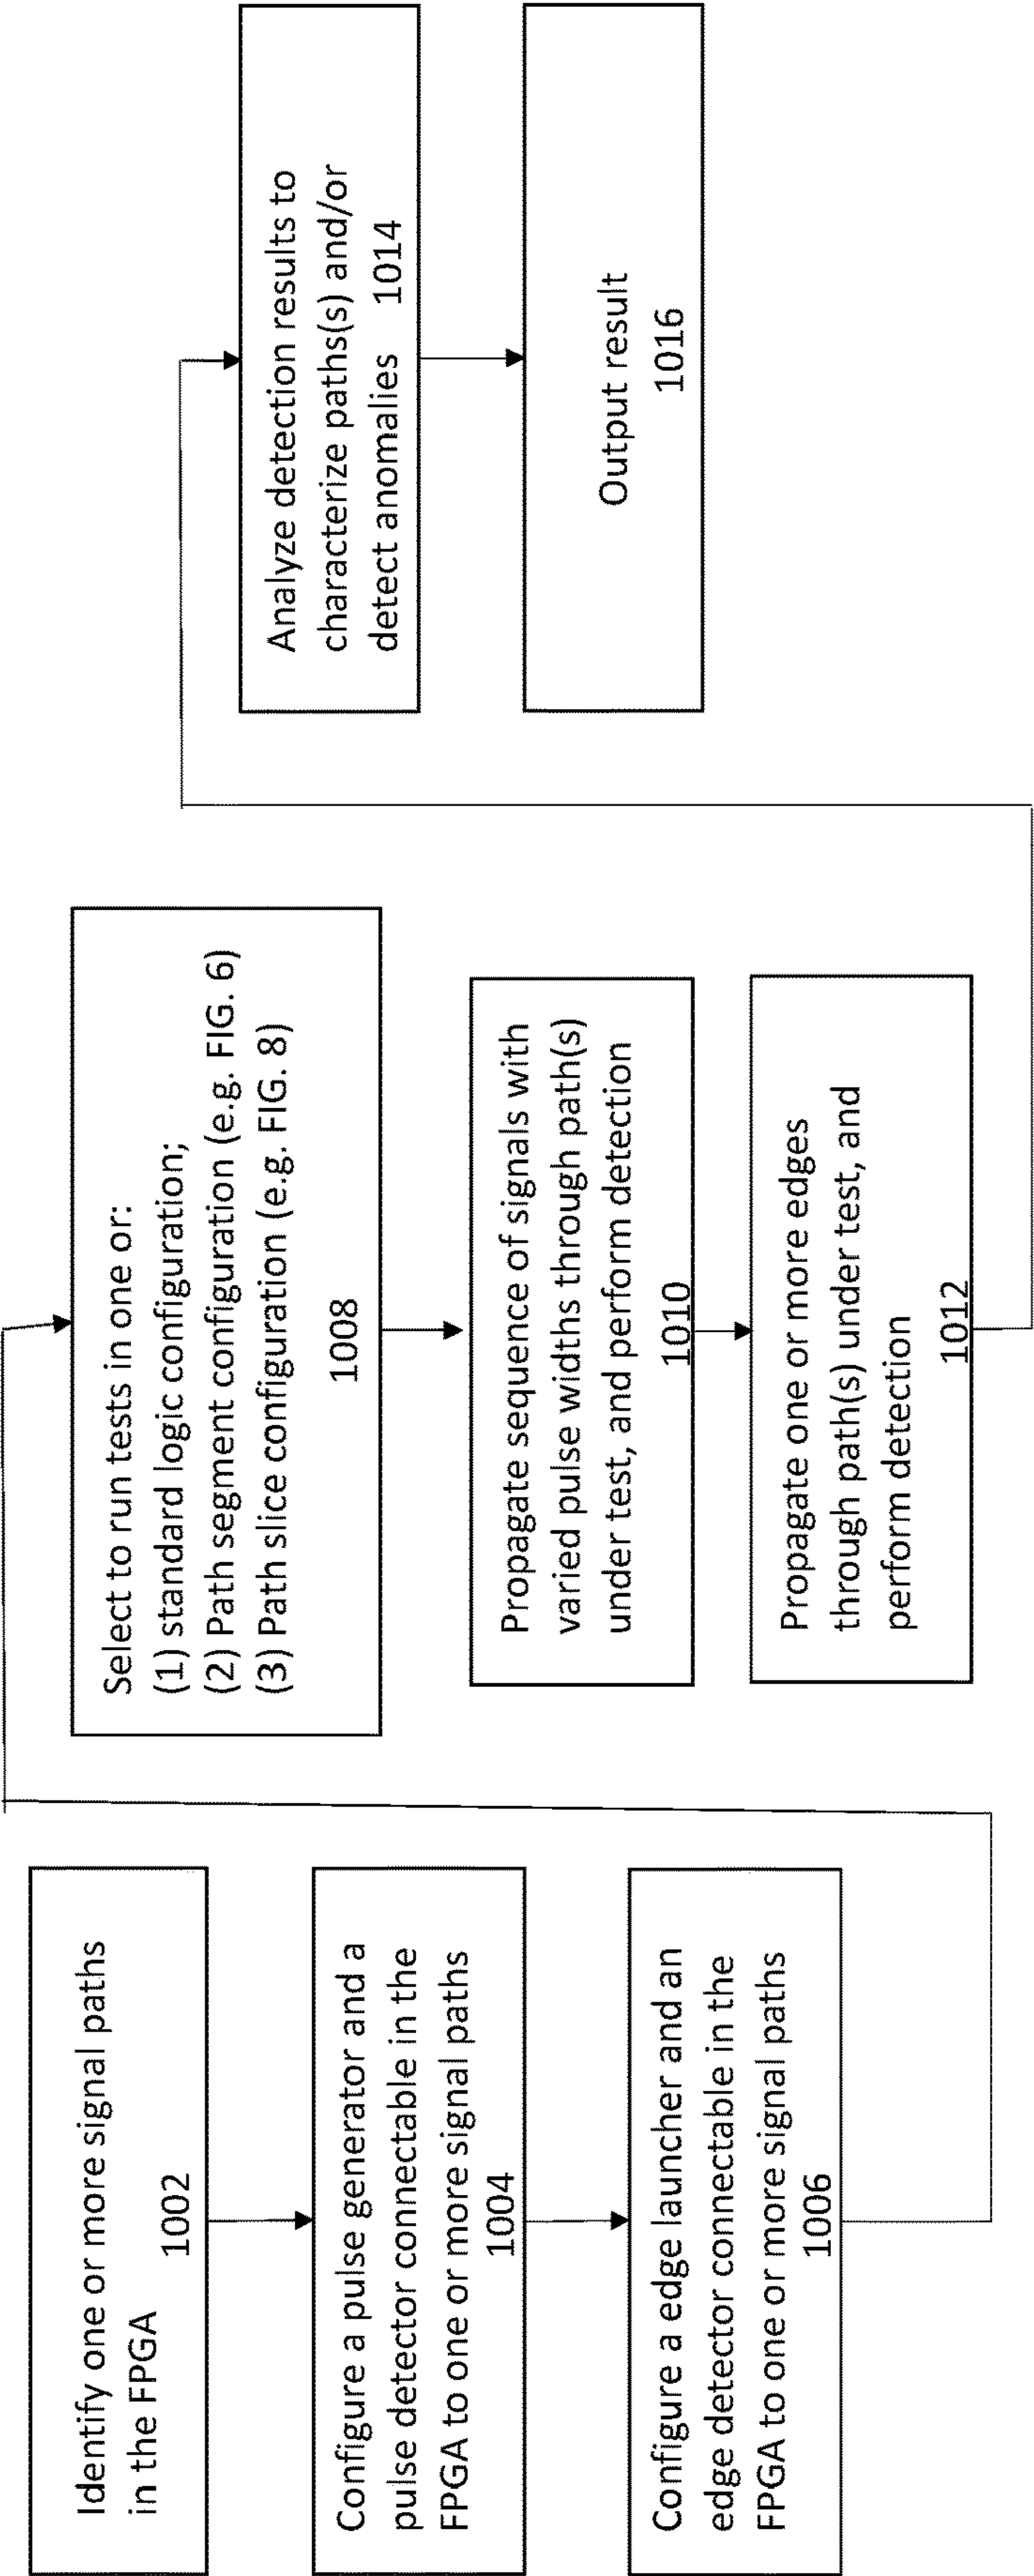 Identify one or more signal paths
in the FPGA
1002
Configure a pulse generator and a
pulse detector connectable in the
FPGA to one or more signal paths
1004
Configure a edge launcher and an
edge detector connectable in the
FPGA to one or more signal paths
1006
Select to run tests in one or:
(1) standard logic configuration;
(2) Path segment configuration (e.g. FIG. 6)
(3) Path slice configuration (e.g. FIG. 8)
1008
Propagate sequence of signals with
varied pulse widths through path(s)
under test, and perform detection
1010
Propagate one or more edges
through path(s) under test, and
perform detection
1012
Analyze detection results to
characterize paths(s) and/or
detect anomalies 1014
Output result
1016